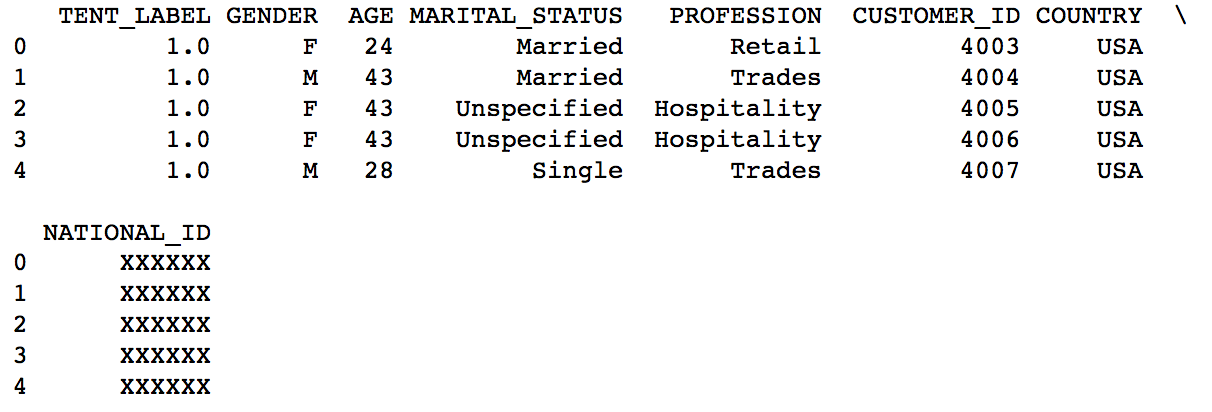 TENT_LABEL GENDER AGE MARITAL_STATUS PROFESSION CUSTOMER_ID COUNTRY \
0 1.0 F 24 Married Retail 4003 USA
1 1.0 M 43 Married Trades 4004 USA
2 1.0 F 43 Unspecified Hospitality 4005 USA
3 1.0 F 43 Unspecified Hospitality 4006 USA
4 1.0 M 28 Single Trades 4007 USA
NATIONAL_ID
0 XXXXXX
1 XXXXXX
2 XXXXXX
3 XXXXXX
4 XXXXXX